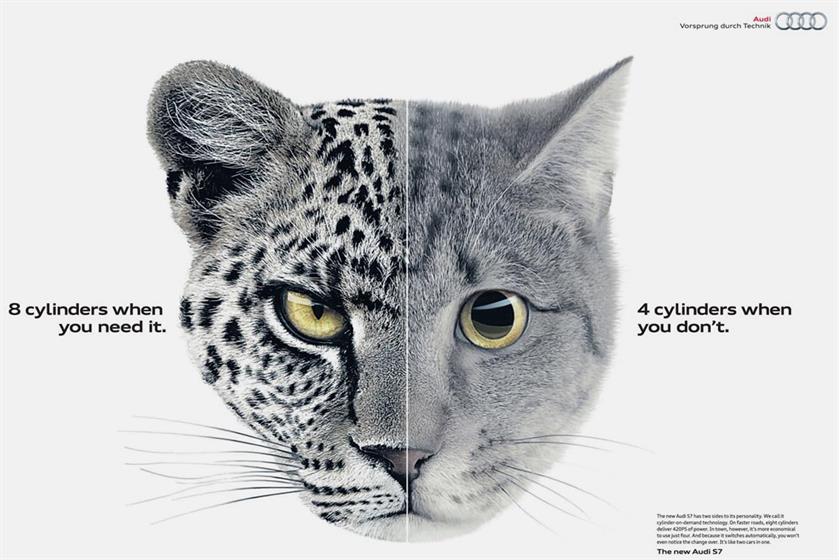 Audi
Vorsprung durch Technik
8 cylinders when
you need it.
4 cylinders when
you don't.
The new Audi S7 has two sides to its personality. We call it
cylinder-on-demand technology. On faster roads, eight cylinders
deliver 420PS of power. In town, however, it's more economical
to use just four. And because it switches automatically, you won't
even notice the change over. It's like two cars in one.
The new Audi S7